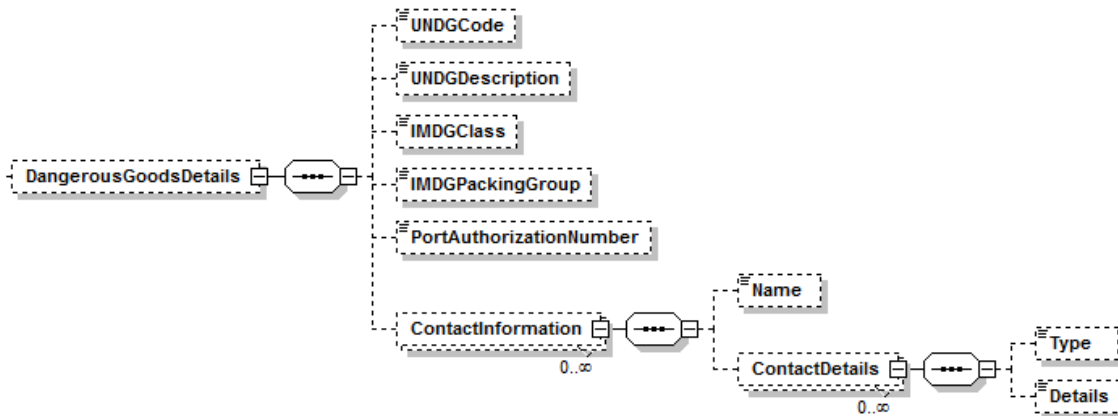 UNDGCode
UNDGDescription
IMDGClass
DangerousGoodsDetails
IMDGPackingGroup
PortAuthorizationNumber
Name
ContactInformation
0..∞
Type
ContactDetails
0..∞
Details